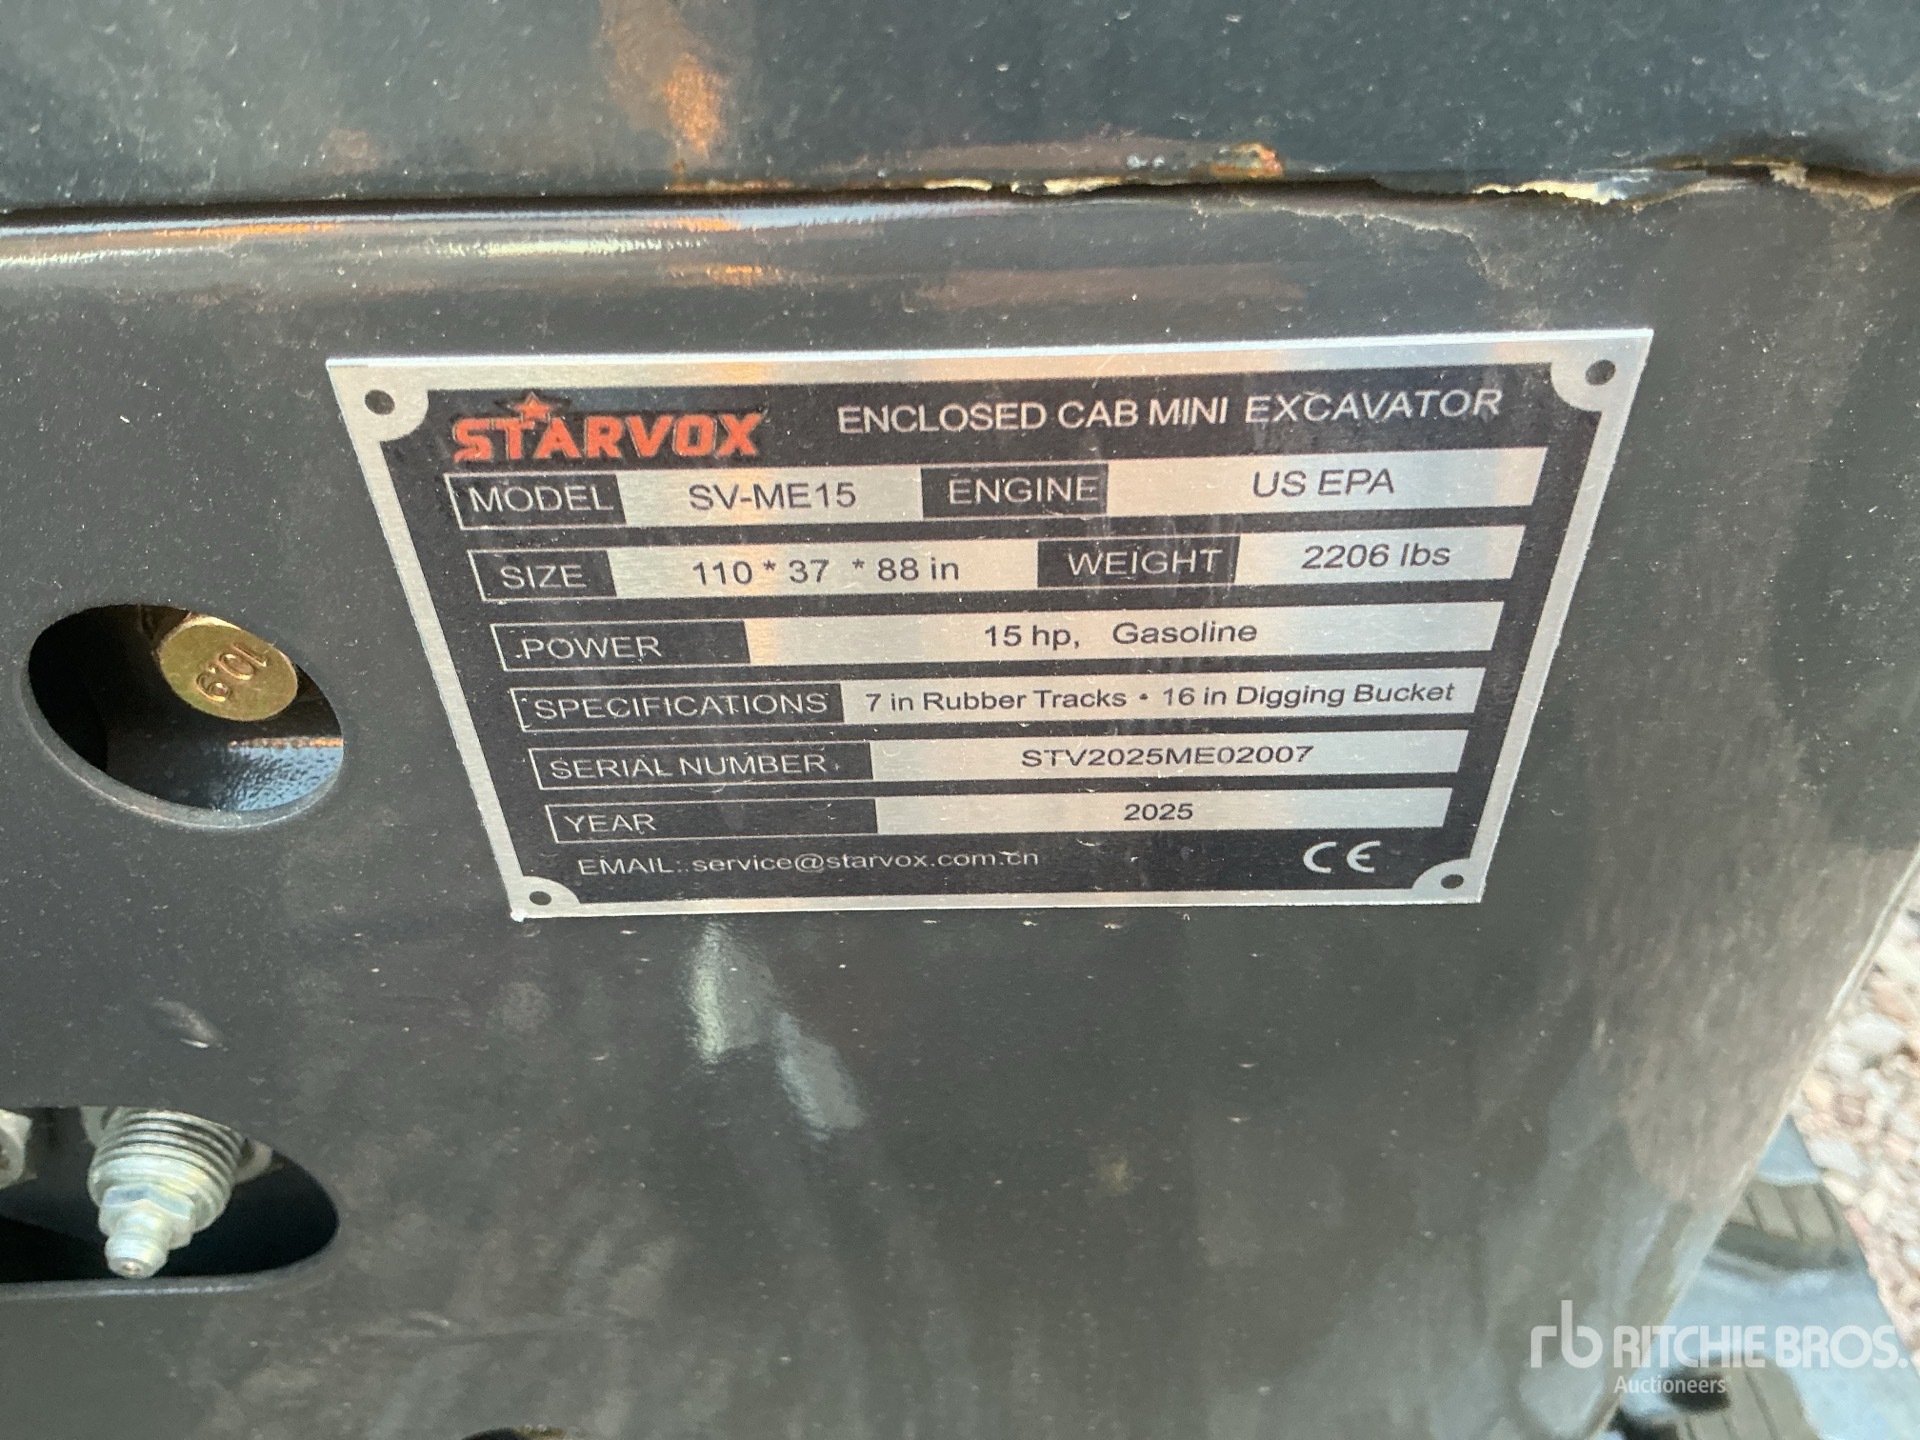 STARVOX ENCLOSED CAB MINI EXCAVATOR
MODEL SV-ME15 ENGINE US EPA
SIZE 110 * 37 * 88 in WEIGHT 2206 lbs
POWER 15 hp, Gasoline
SPECIFICATIONS 7 in Rubber Tracks • 16 in Digging Bucket
SERIAL NUMBER STV2025ME02007
YEAR 2025
EMAIL: service@starvox.com.cn CE
10.9
rb RITCHIE BROS.
Auctioneers